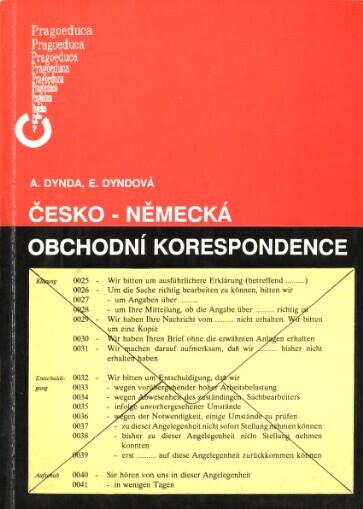 Pragoeduca
Pragoeduca
Pragoeduca
Pragoeduca
Pragoeduca
Pragoeduca
Pragoeduca
A. DYNDA, E. DYNDOVÁ
ČESKO - NĚMECKÁ
OBCHODNÍ KORESPONDENCE
Klärung 0025 - Wir bitten um ausführlichere Erklärung (betreffend ..........)
0026 - Um die Sache richtig bearbeiten zu können, bitten wir
0027 - um Angaben über ..........
0028 - um Ihre Mitteilung, ob die Angabe über .......... richtig ist
0029 - Wir haben Ihre Nachricht vom .......... nicht erhalten. Wir bitten
um eine Kopie
0030 - Wir haben Ihren Brief ohne die erwähnten Anlagen erhalten
0031 - Wir machen darauf aufmerksam, daß wir .......... bisher nicht
erhalten haben
Entschuldi- 0032 - Wir bitten um Entschuldigung, daß wir
gung 0033 - wegen vorübergehender hoher Arbeitsbelastung
0034 - wegen Abwesenheit des zuständingen Sachbearbeiters
0035 - infolge unvorhergesehener Umstände
0036 - wegen der Notwendigkeit, einige Umstände zu prüfen
0037 - zu dieser Angelegenheit nicht sofort Stellung nehmen können
0038 - bisher zu dieser Angelegenheit nicht Stellung nehmen
konnten
0039 - erst .......... auf diese Angelegenheit zurückkommen können
Aufschub 0040 - Sie hören von uns in dieser Angelegenheit
0041 - in wenigen Tagen